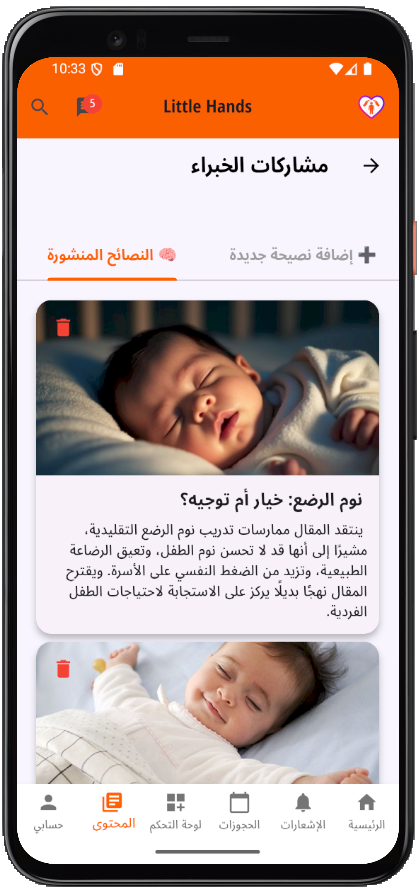 10:33
5
Little Hands
مشاركات الخبراء
إضافة نصيحة جديدة
النصائح المنشورة
نوم الرضع: خيار أم توجيه؟
ينتقد المقال ممارسات تدريب نوم الرضع التقليدية،
مشيرًا إلى أنها قد لا تحسن نوم الطفل، وتعيق الرضاعة
الطبيعية، وتزيد من الضغط النفسي على الأسرة. ويقترح
المقال نهجًا بديلًا يركز على الاستجابة لاحتياجات الطفل
الفردية.
الرئيسية
الإشعارات
الحجوزات
لوحة التحكم
المحتوى
حسابي